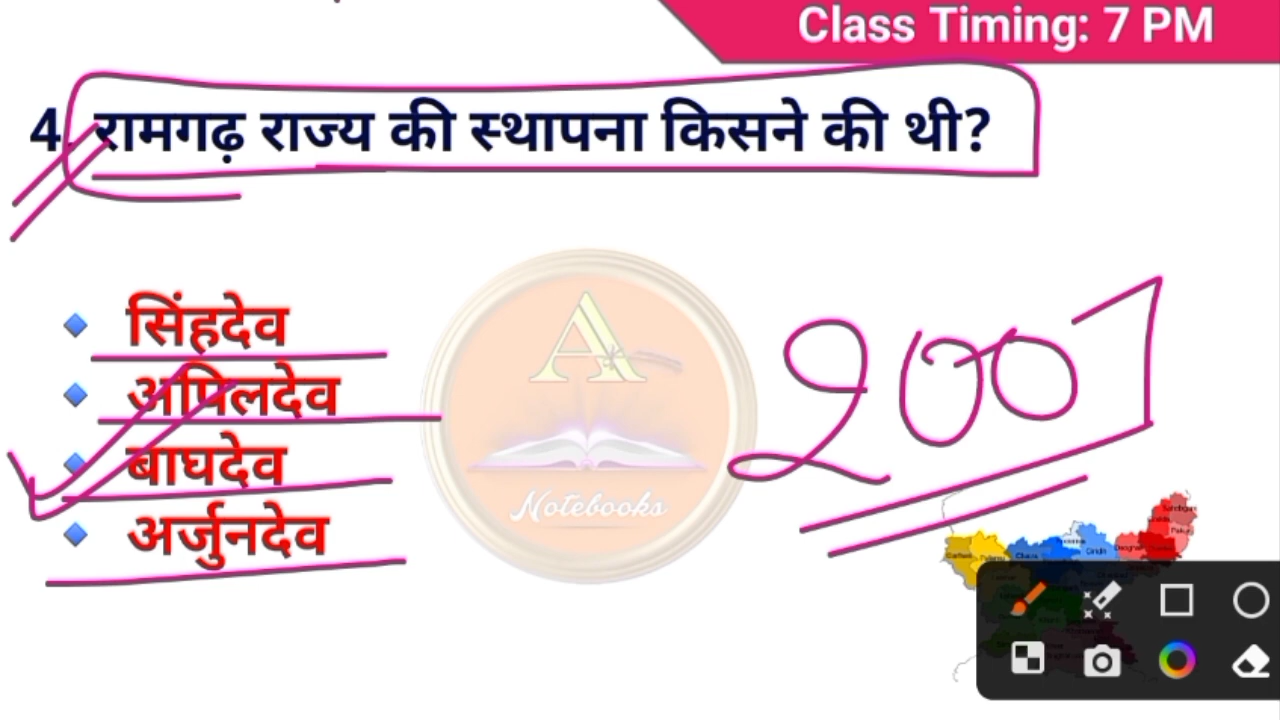 Class Timing: 7 PM
4. रामगढ़ राज्य की स्थापना किसने की थी?
सिंहदेव
अपिलदेव
बाघदेव
अर्जुनदेव
A
Notebooks
2007